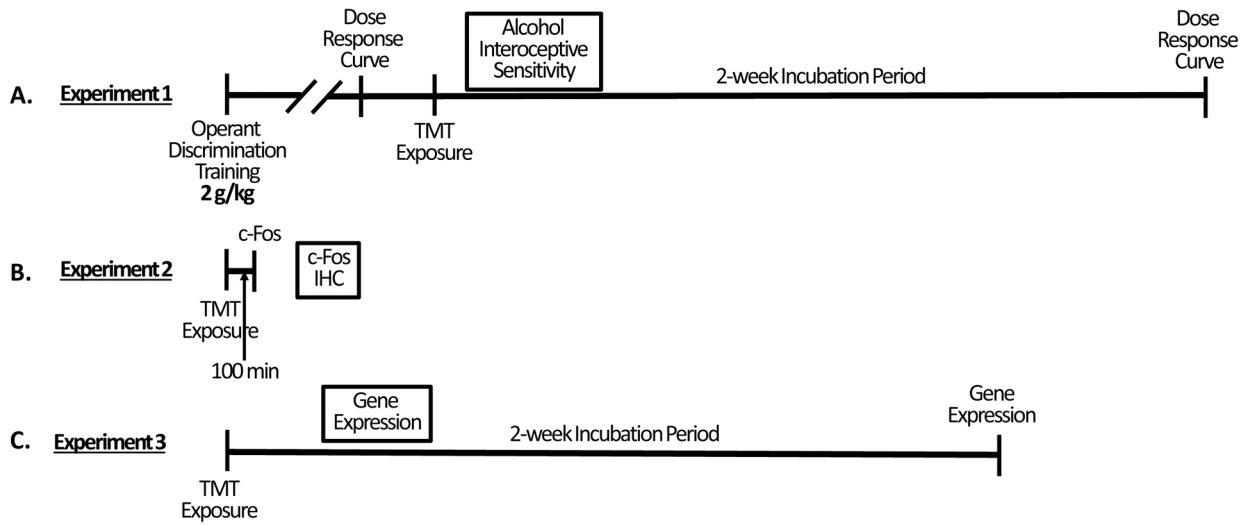 A.
Experiment 1
Operant
Discrimination
Training
2 g/kg
Dose
Response
Curve
TMT
Exposure
Alcohol
Interoceptive
Sensitivity
2-week Incubation Period
Dose
Response
Curve
B.
Experiment 2
TMT
Exposure
100 min
c-Fos
c-Fos
IHC
C.
Experiment 3
TMT
Exposure
Gene
Expression
2-week Incubation Period
Gene
Expression